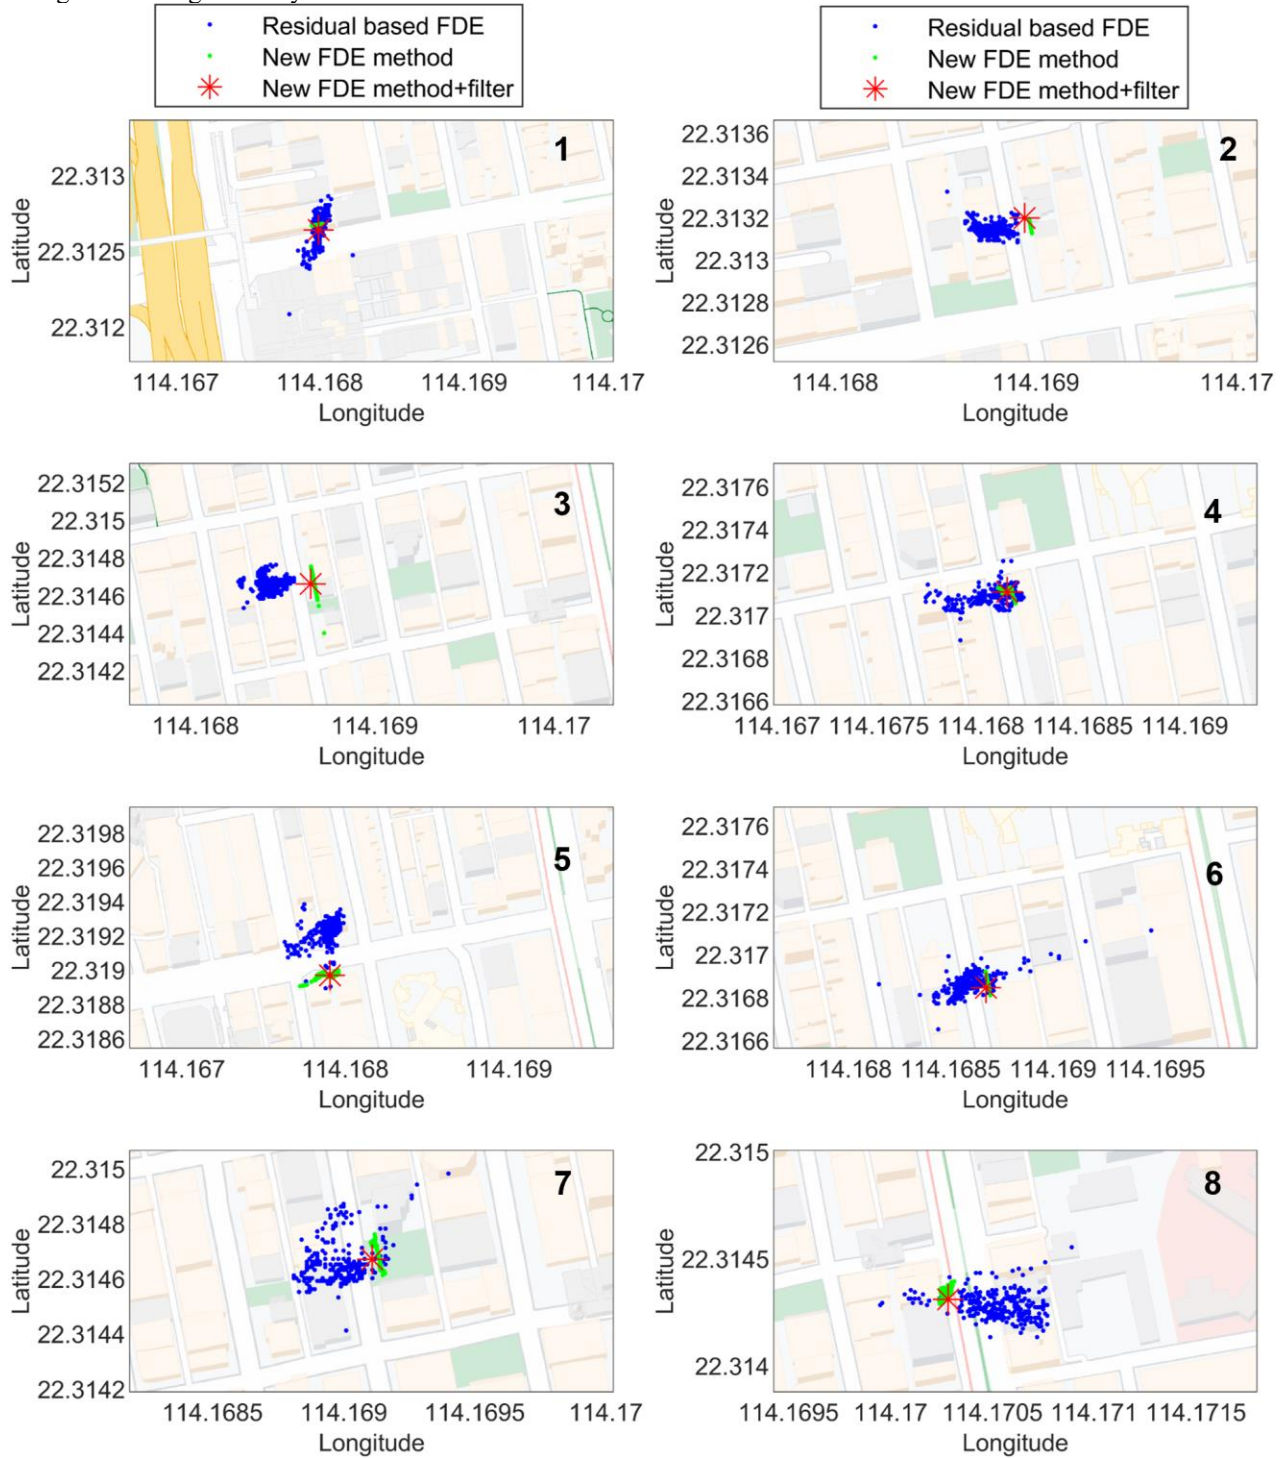 Residual based FDE
New FDE method
New FDE method+filter
Residual based FDE
New FDE method
New FDE method+filter
1
22.313
22.3125
22.312
Latitude
114.167 114.168 114.169 114.17
Longitude
2
22.3136
22.3134
22.3132
22.313
22.3128
22.3126
Latitude
114.168 114.169 114.17
Longitude
3
22.3152
22.315
22.3148
22.3146
22.3144
22.3142
Latitude
114.168 114.169 114.17
Longitude
4
22.3176
22.3174
22.3172
22.317
22.3168
22.3166
Latitude
114.167 114.1675 114.168 114.1685 114.169
Longitude
5
22.3198
22.3196
22.3194
22.3192
22.319
22.3188
22.3186
Latitude
114.167 114.168 114.169
Longitude
6
22.3176
22.3174
22.3172
22.317
22.3168
22.3166
Latitude
114.168 114.1685 114.169 114.1695
Longitude
7
22.315
22.3148
22.3146
22.3144
22.3142
Latitude
114.1685 114.169 114.1695 114.17
Longitude
8
22.315
22.3145
22.314
Latitude
114.1695 114.17 114.1705 114.171 114.1715
Longitude